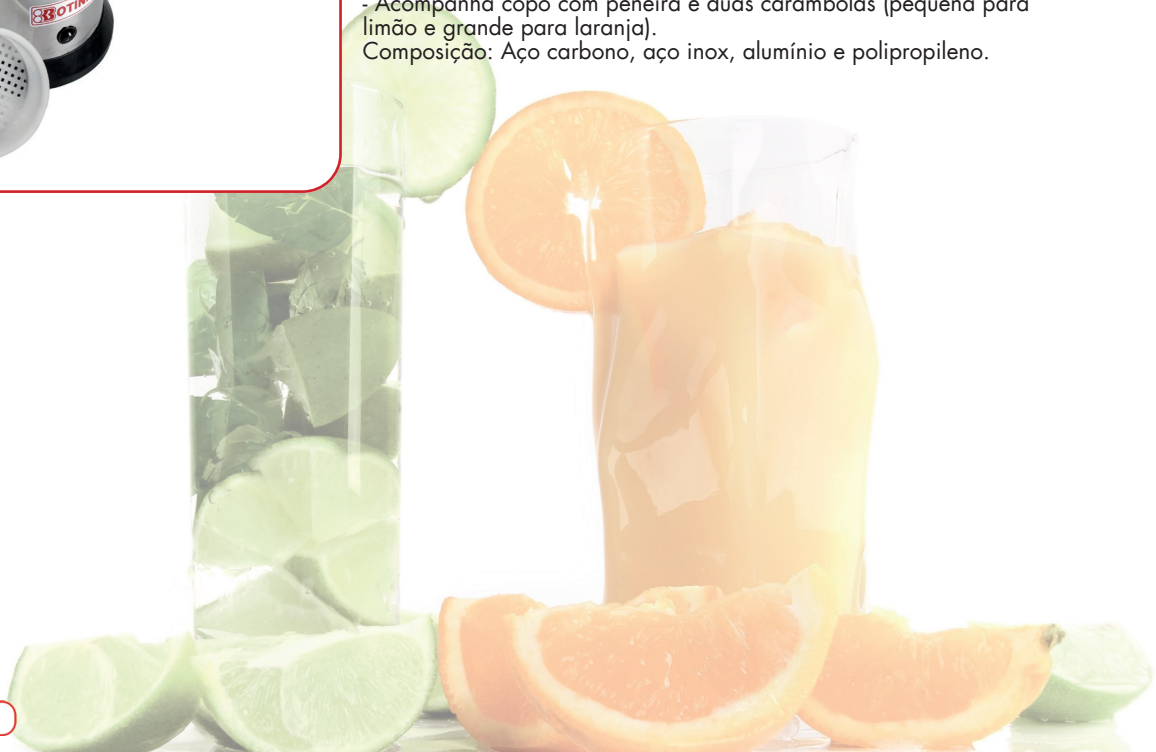 - Acompanha copo com peneira e duas carambolas (pequena para
limão e grande para laranja).
Composição: Aço carbono, aço inox, alumínio e polipropileno.